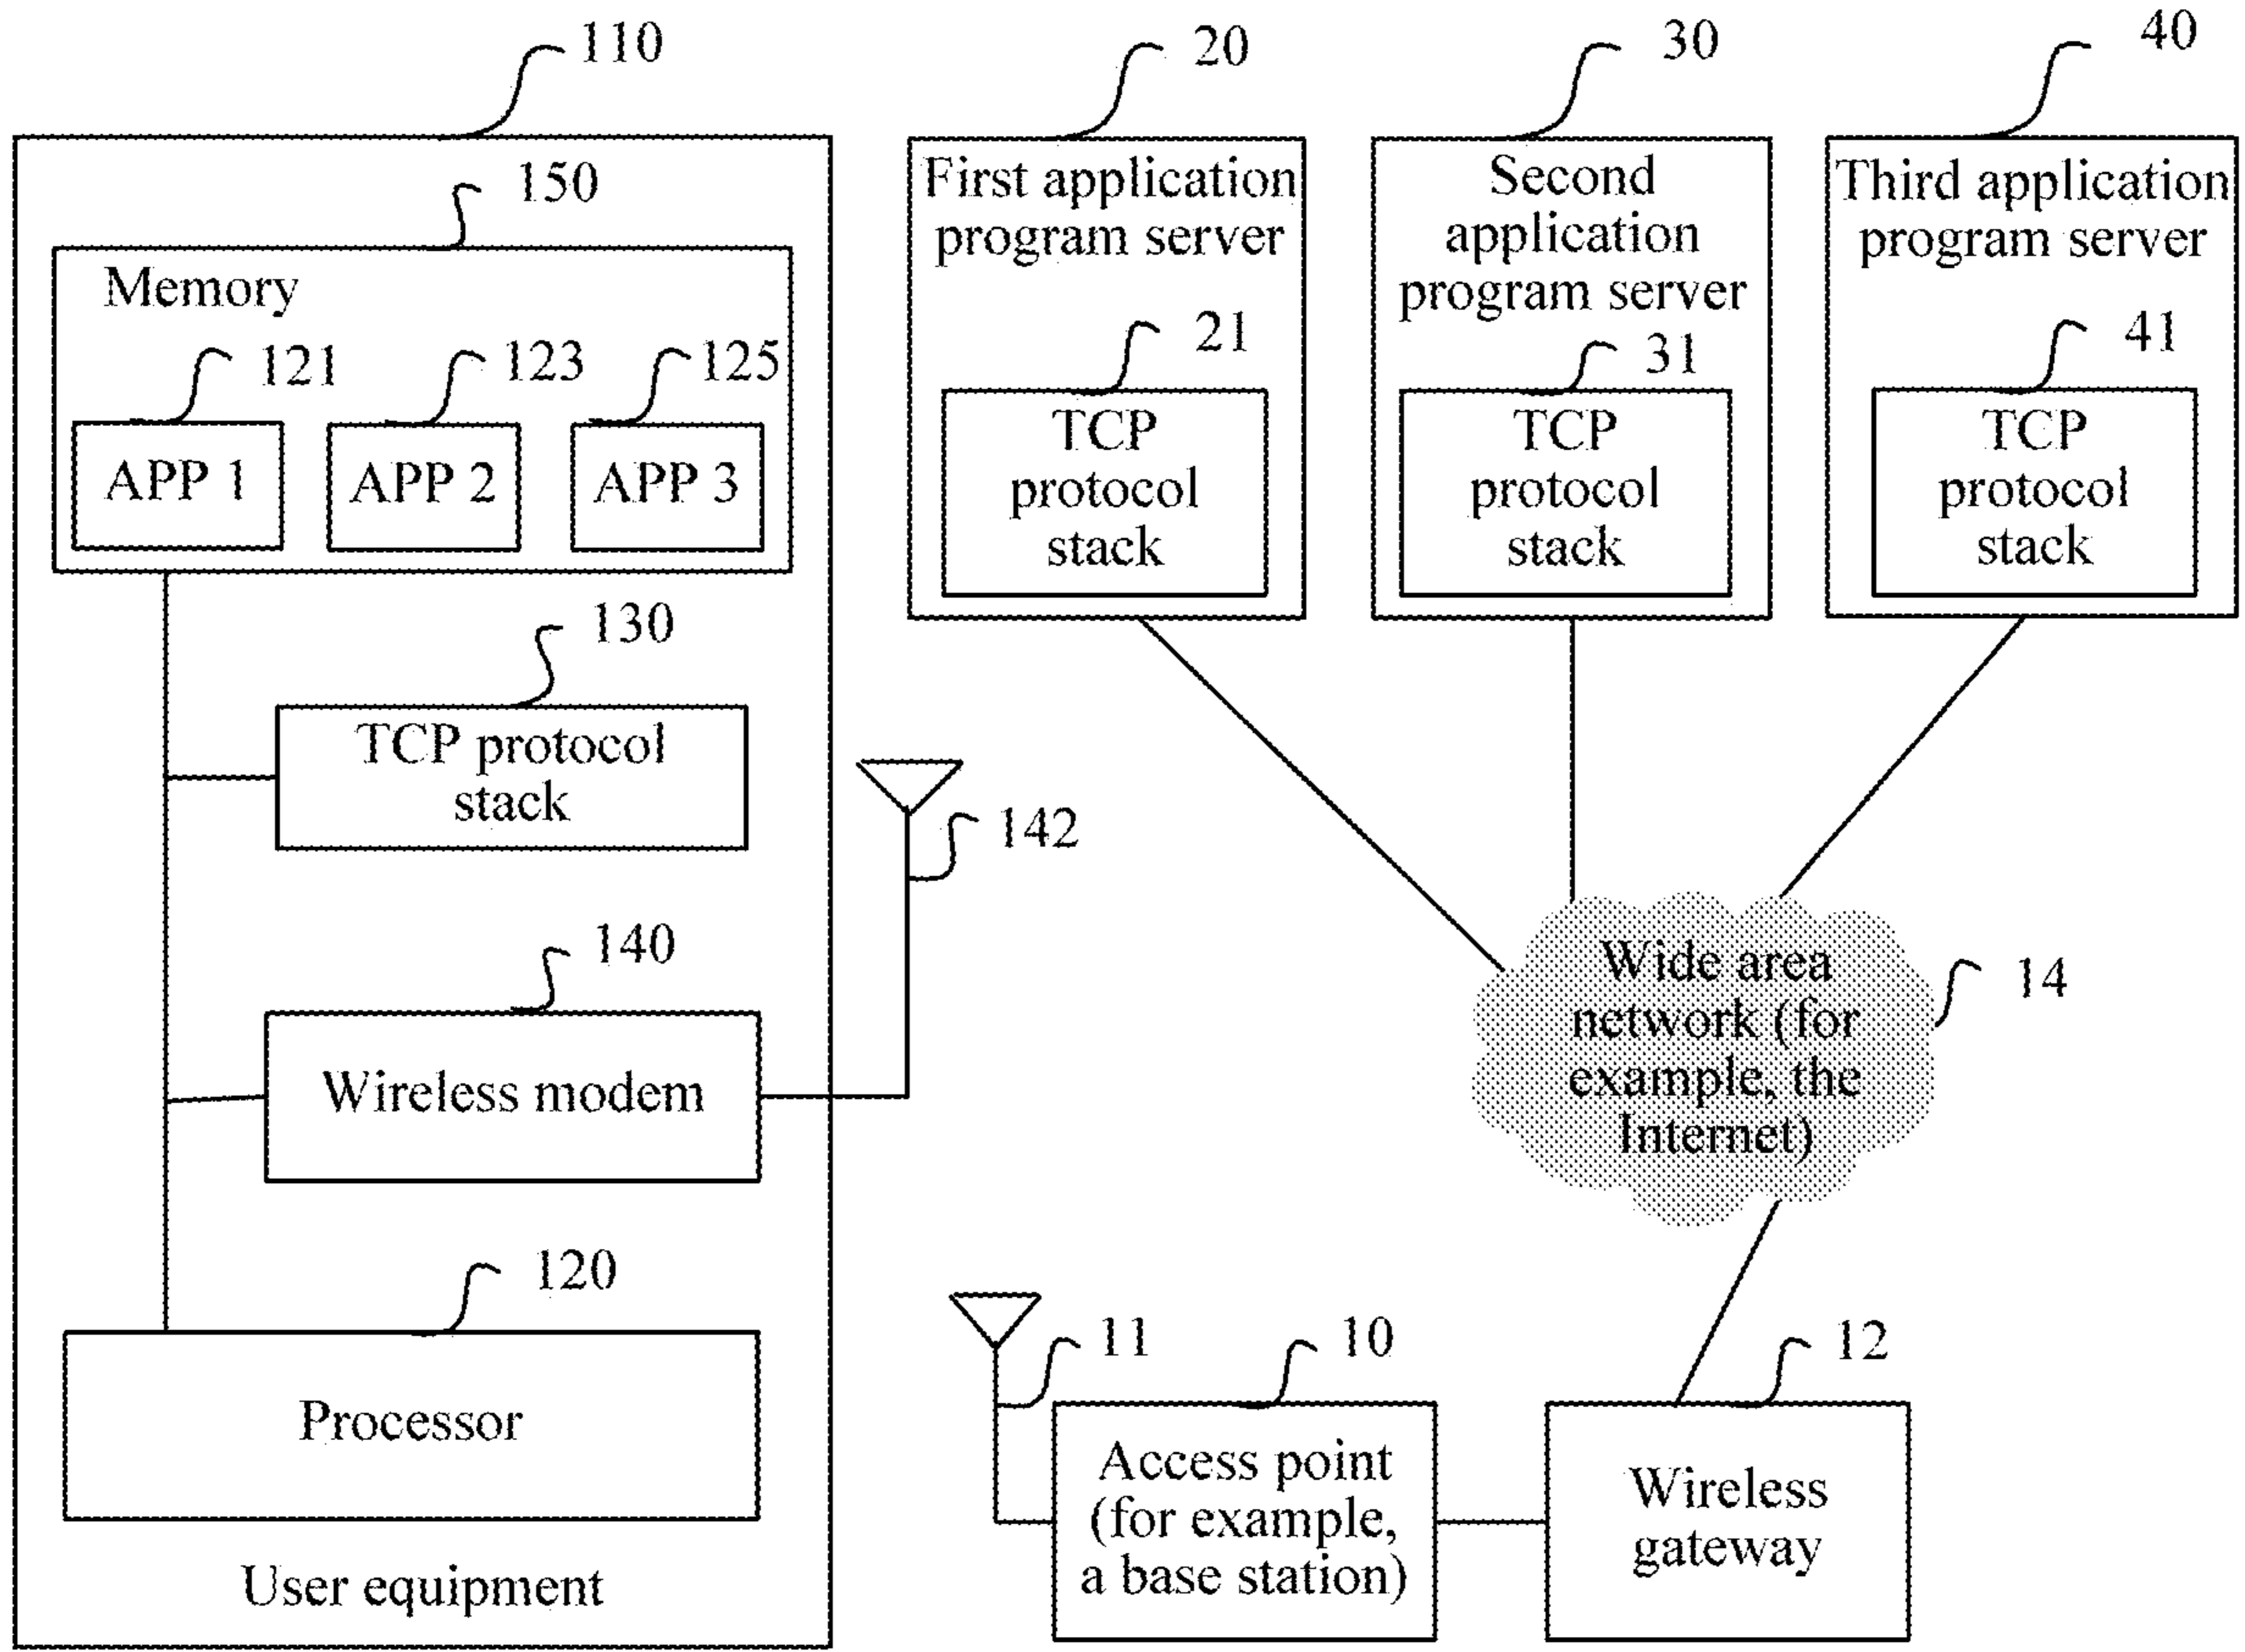 110
150
Memory
121
123
125
APP 1
APP 2
APP 3
130
TCP protocol
stack
140
Wireless modem
142
120
Processor
User equipment
20
First application
program server
21
TCP
protocol
stack
30
Second
application
program server
31
TCP
protocol
stack
40
Third application
program server
41
TCP
protocol
stack
Wide area
network (for
example, the
Internet)
14
11
10
Access point
(for example,
a base station)
12
Wireless
gateway